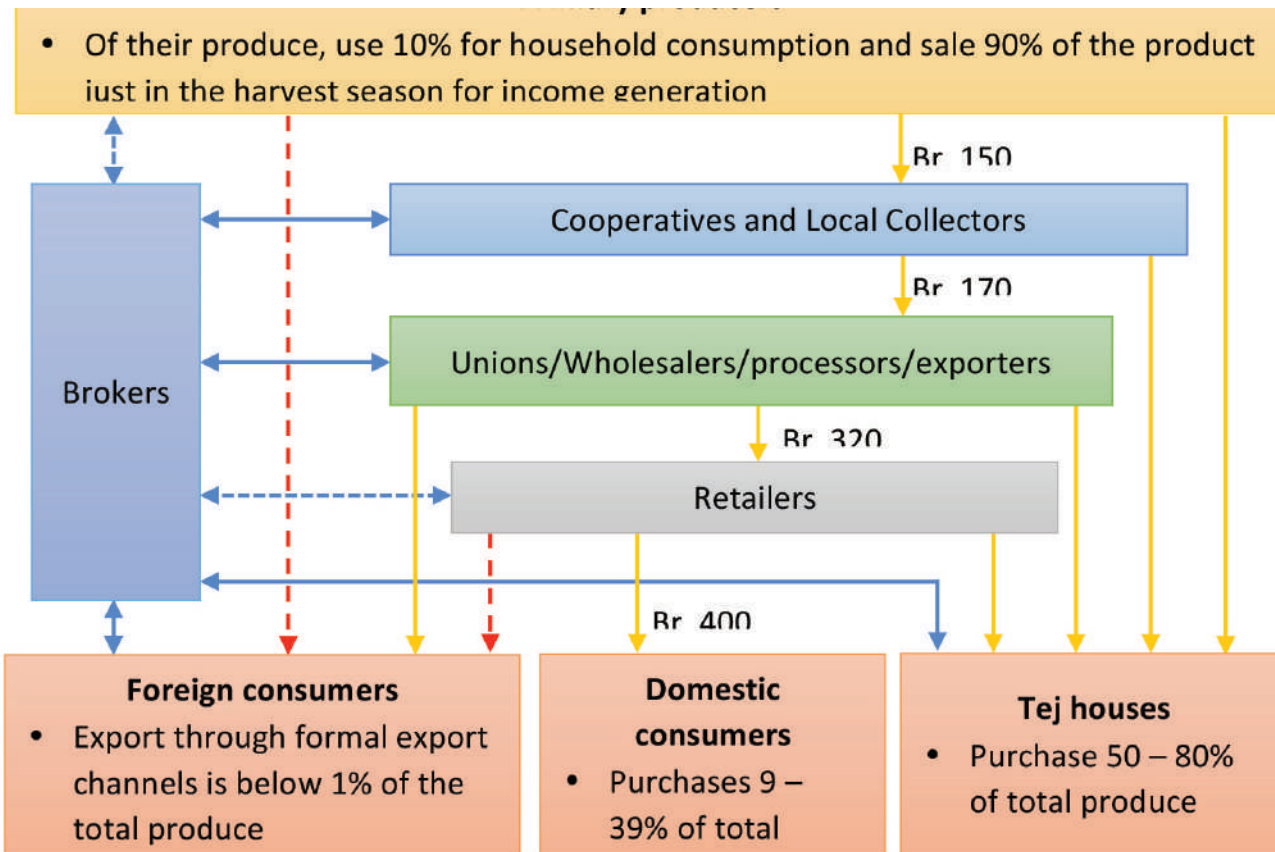 • Of their produce, use 10% for household consumption and sale 90% of the product
just in the harvest season for income generation
Br. 150
Cooperatives and Local Collectors
Br. 170
Unions/Wholesalers/processors/exporters
Brokers
Br. 320
Retailers
Br. 400
Foreign consumers
• Export through formal export
channels is below 1% of the
total produce
Domestic
consumers
• Purchases 9 –
39% of total
Tej houses
• Purchase 50 – 80%
of total produce